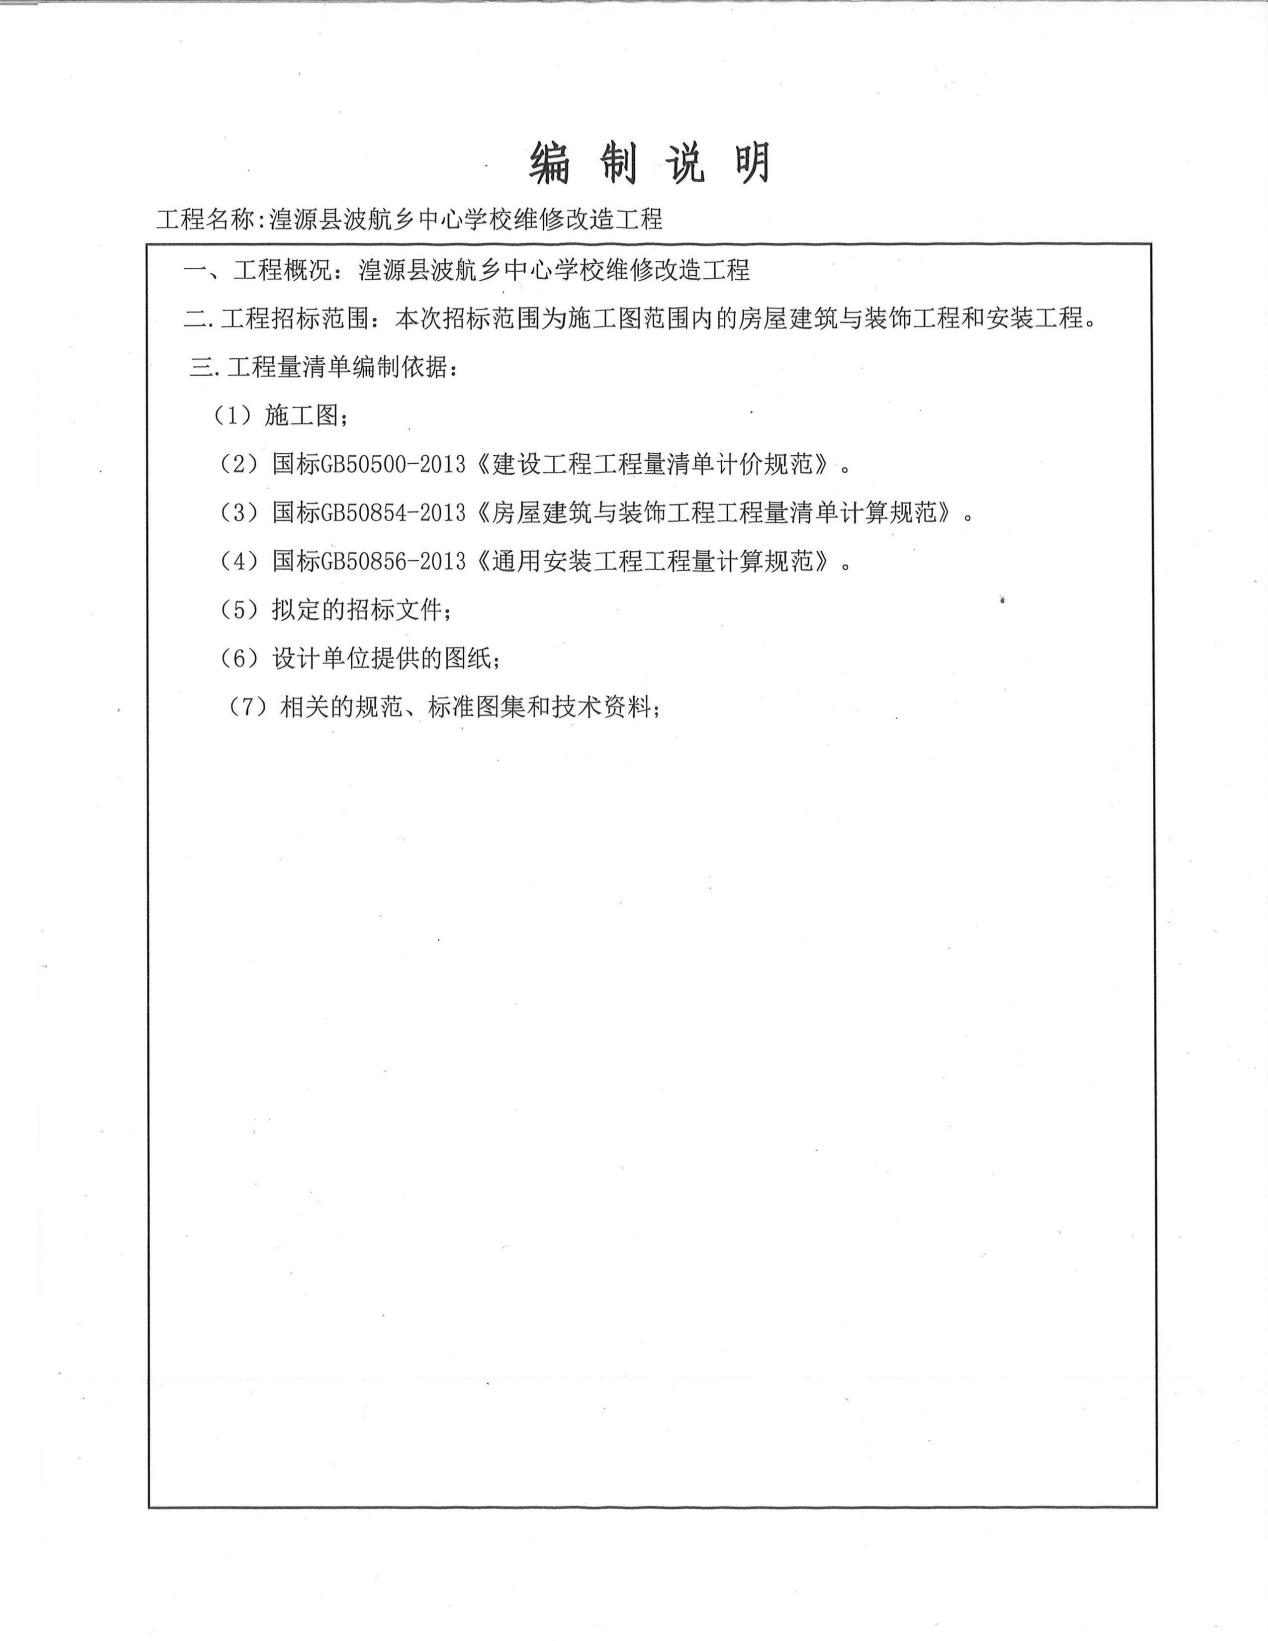 编制说明
工程名称:湟源县波航乡中心学校维修改造工程
一、工程概况：湟源县波航乡中心学校维修改造工程
二.工程招标范围：本次招标范围为施工图范围内的房屋建筑与装饰工程和安装工程。
三.工程量清单编制依据：
（1）施工图；
（2）国标GB50500-2013《建设工程工程量清单计价规范》。
（3）国标GB50854-2013《房屋建筑与装饰工程工程量清单计算规范》。
（4）国标GB50856-2013《通用安装工程工程量计算规范》。
（5）拟定的招标文件；
（6）设计单位提供的图纸；
（7）相关的规范、标准图集和技术资料；